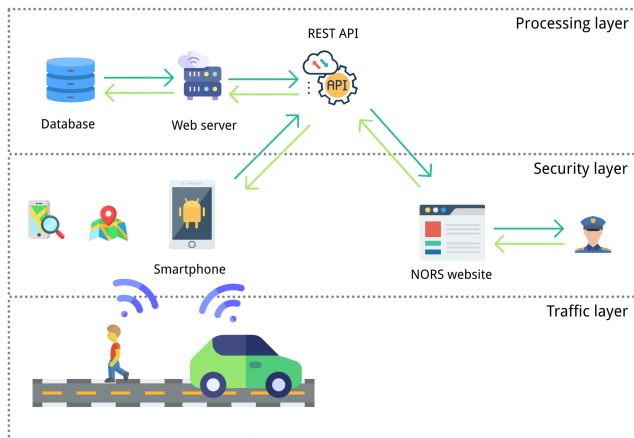 Processing layer
REST API
API
Database
Web server
Security layer
Smartphone
NORS website
Traffic layer